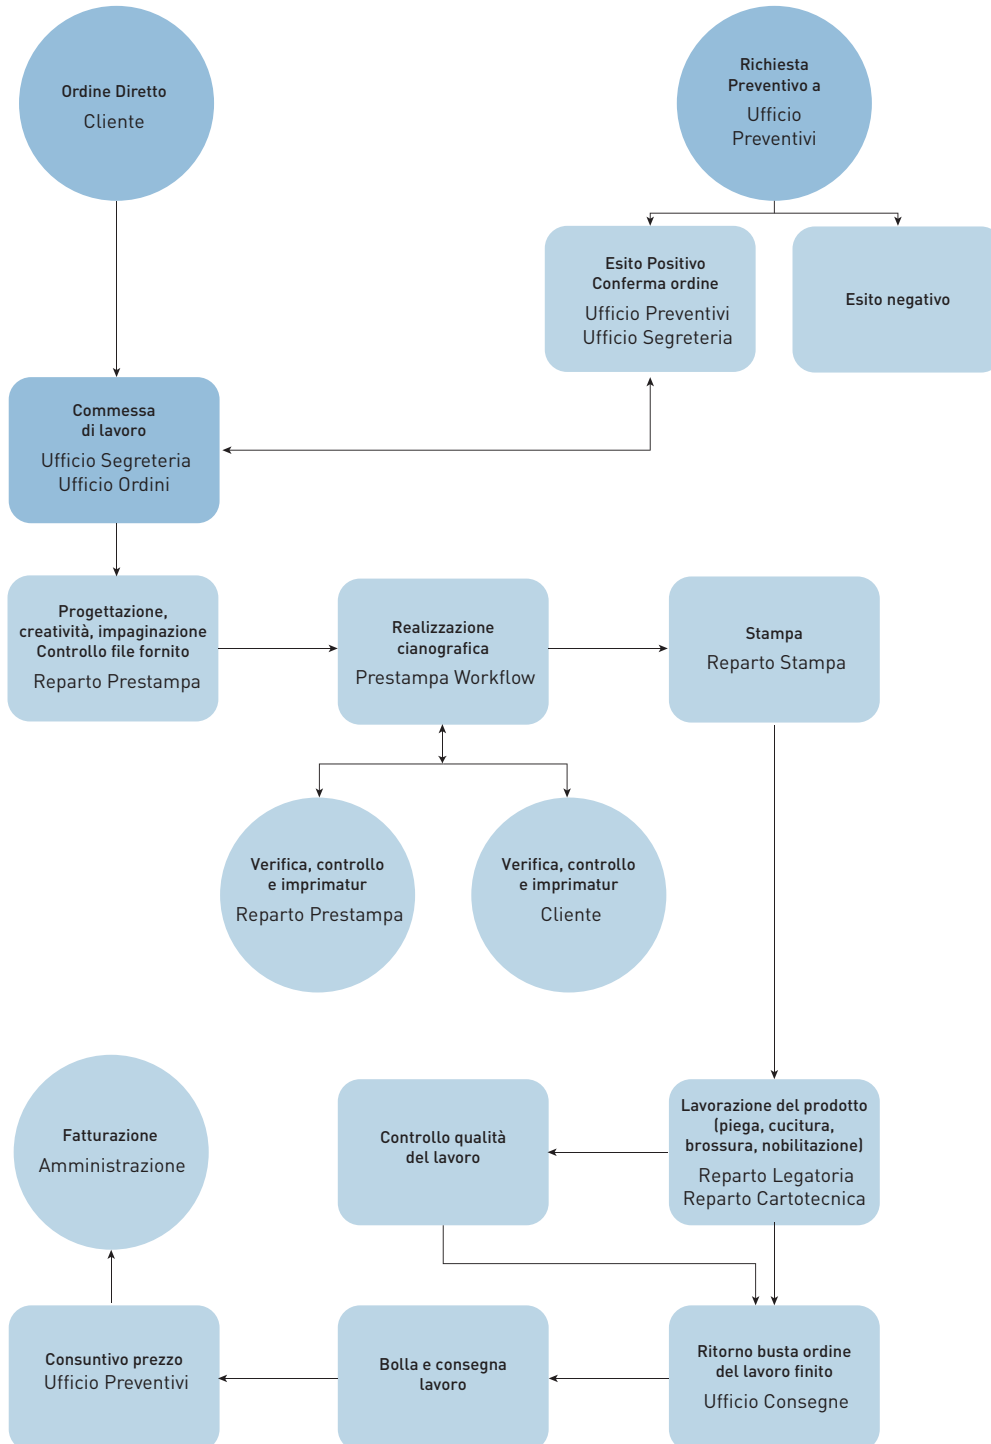 Ordine Diretto
Cliente
Richiesta
Preventivo a
Ufficio
Preventivi
Esito Positivo
Conferma ordine
Ufficio Preventivi
Ufficio Segreteria
Esito negativo
Commessa
di lavoro
Ufficio Segreteria
Ufficio Ordini
Progettazione,
creatività, impaginazione
Controllo file fornito
Reparto Prestampa
Realizzazione
cianografica
Prestampa Workflow
Stampa
Reparto Stampa
Verifica, controllo
e imprimatur
Reparto Prestampa
Verifica, controllo
e imprimatur
Cliente
Lavorazione del prodotto
(piega, cucitura,
brossura, nobilitazione)
Reparto Legatoria
Reparto Cartotecnica
Controllo qualità
del lavoro
Fatturazione
Amministrazione
Ritorno busta ordine
del lavoro finito
Ufficio Consegne
Bolla e consegna
lavoro
Consuntivo prezzo
Ufficio Preventivi